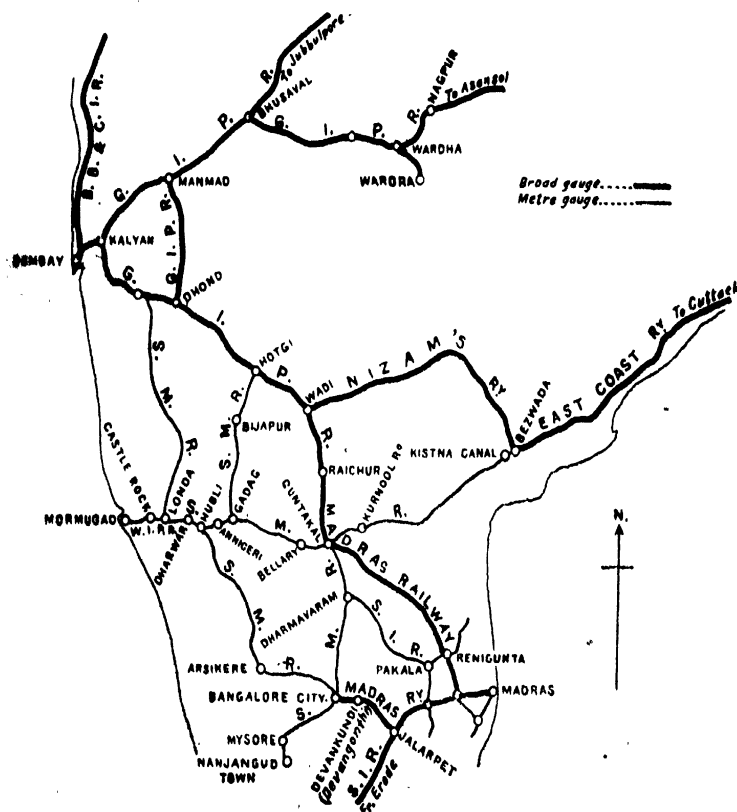 B. B. & C. I. R.
G. I. P. R.
To Jubbulpore
BHUSAVAL
G. I. P. R.
NAGPUR
To Asansol
WARDHA
WARORA
MANMAD
Broad gauge
Metre gauge
KALYAN
BOMBAY
G. I. P. R.
DHOND
G. I. P. R.
S. M. R.
HOTGI
WADI
NIZAM'S RY.
BEZWADA
EAST COAST RY.
To Cuttack
S. M. R.
BIJAPUR
RAICHUR
KISTNA CANAL
KURNOOL RD
CASTLE ROCK
LONDA
DHARWAR
HUBLI
ANNIGERI
GADAG
GUNTAKAL
MORMUGAO
W. I. P. R.
S. M. R.
BELLARY
MADRAS RAILWAY
N.
DHARMAVARAM
S. M. R.
S. I. R.
PAKALA
RENIGUNTA
ARSIKERE
BANGALORE CITY.
MADRAS RY.
MADRAS
S. M. R.
MYSORE
NANJANGUD
TOWN
DEVANKUNDI
(Davangonthi)
JALARPET
S. I. R.
Fr. Erode